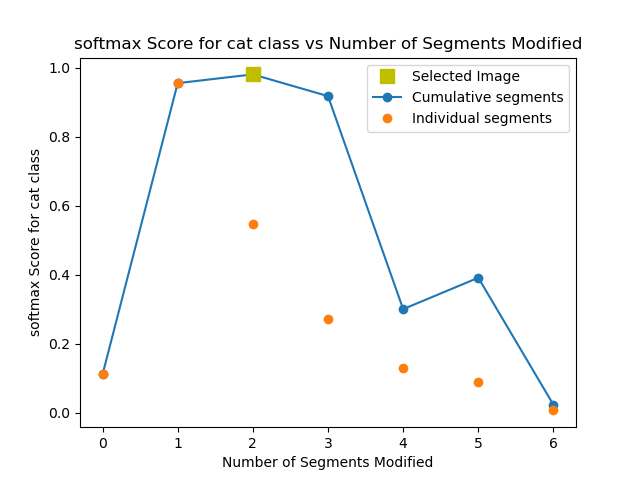 softmax Score for cat class vs Number of Segments Modified
Selected Image
Cumulative segments
Individual segments
softmax Score for cat class
1.0
0.8
0.6
0.4
0.2
0.0
0 1 2 3 4 5 6
Number of Segments Modified